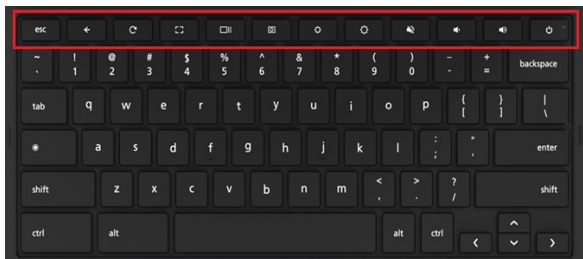 esc
~ ! @ # $ % ^ & * ( ) _ +
` 1 2 3 4 5 6 7 8 9 0 - = backspace
tab q w e r t y u i o p { } |
[ ] \
a s d f g h j k l : " enter
; '
shift z x c v b n m < > ? shift
, . /
ctrl alt alt ctrl